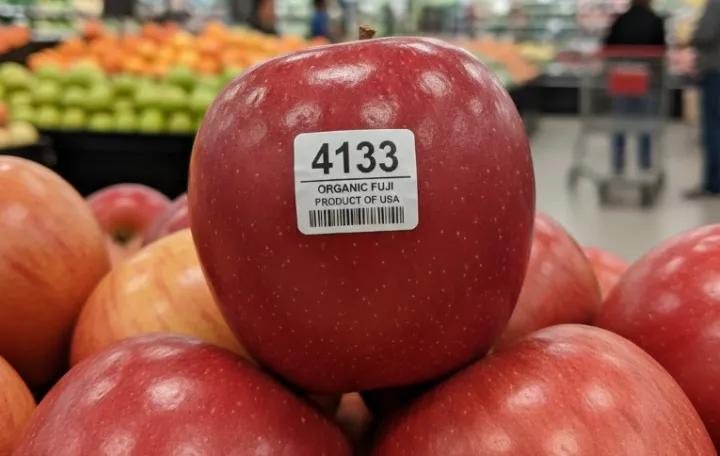 4133
ORGANIC FUJI
PRODUCT OF USA